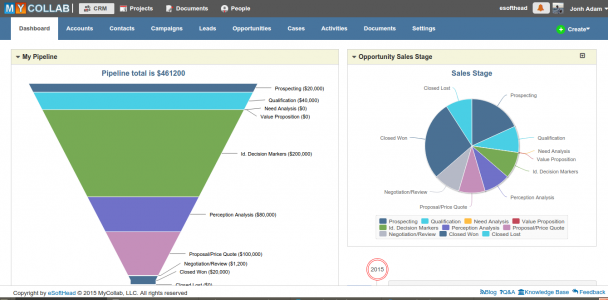 MYCOLLAB
CRM
Projects
Documents
People
esofthead
Jonh Adam
Dashboard
Accounts
Contacts
Campaigns
Leads
Opportunities
Cases
Activities
Documents
Settings
Create
My Pipeline
Pipeline total is $461200
Prospecting ($20,000)
Qualification ($40,000)
Need Analysis ($0)
Value Proposition ($0)
Id. Decision Markers ($200,000)
Perception Analysis ($80,000)
Proposal/Price Quote ($100,000)
Negotiation/Review ($1,200)
Closed Won ($20,000)
Closed Lost ($0)
Opportunity Sales Stage
Sales Stage
Closed Lost
Prospecting
Closed Won
Qualification
Need Analysis
Value Proposition
Id. Decision Markers
Negotiation/Review
Perception Analysis
Proposal/Price Quote
Prospecting Qualification Need Analysis Value Proposition
Id. Decision Markers Perception Analysis Proposal/Price Quote
Negotiation/Review Closed Won Closed Lost
2015
Copyright by eSoftHead © 2015 MyCollab, LLC. All rights reserved
Blog
Q&A
Knowledge Base
Feedback